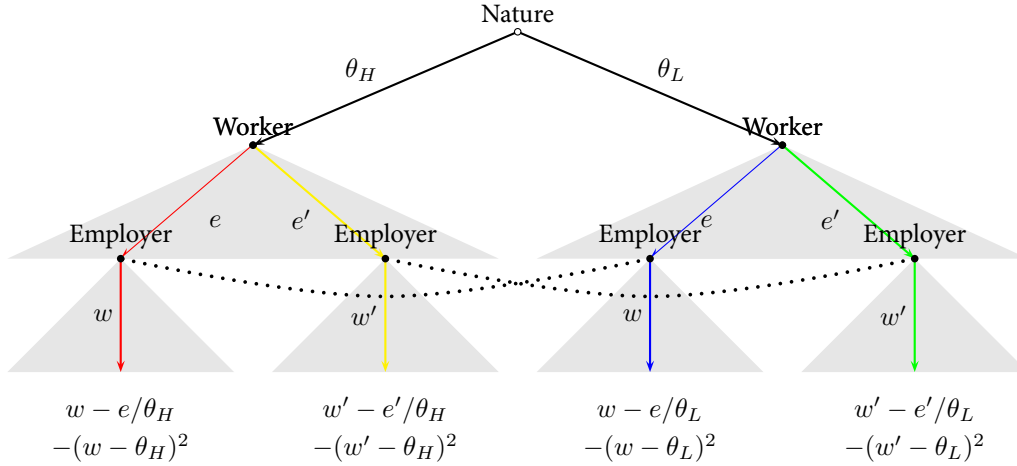 Nature
θ_H θ_L
Worker Worker
e e′ e e′
Employer Employer Employer Employer
w w′ w w′
w − e/θ_H w′ − e′/θ_H w − e/θ_L w′ − e′/θ_L
−(w − θ_H)² −(w′ − θ_H)² −(w − θ_L)² −(w′ − θ_L)²